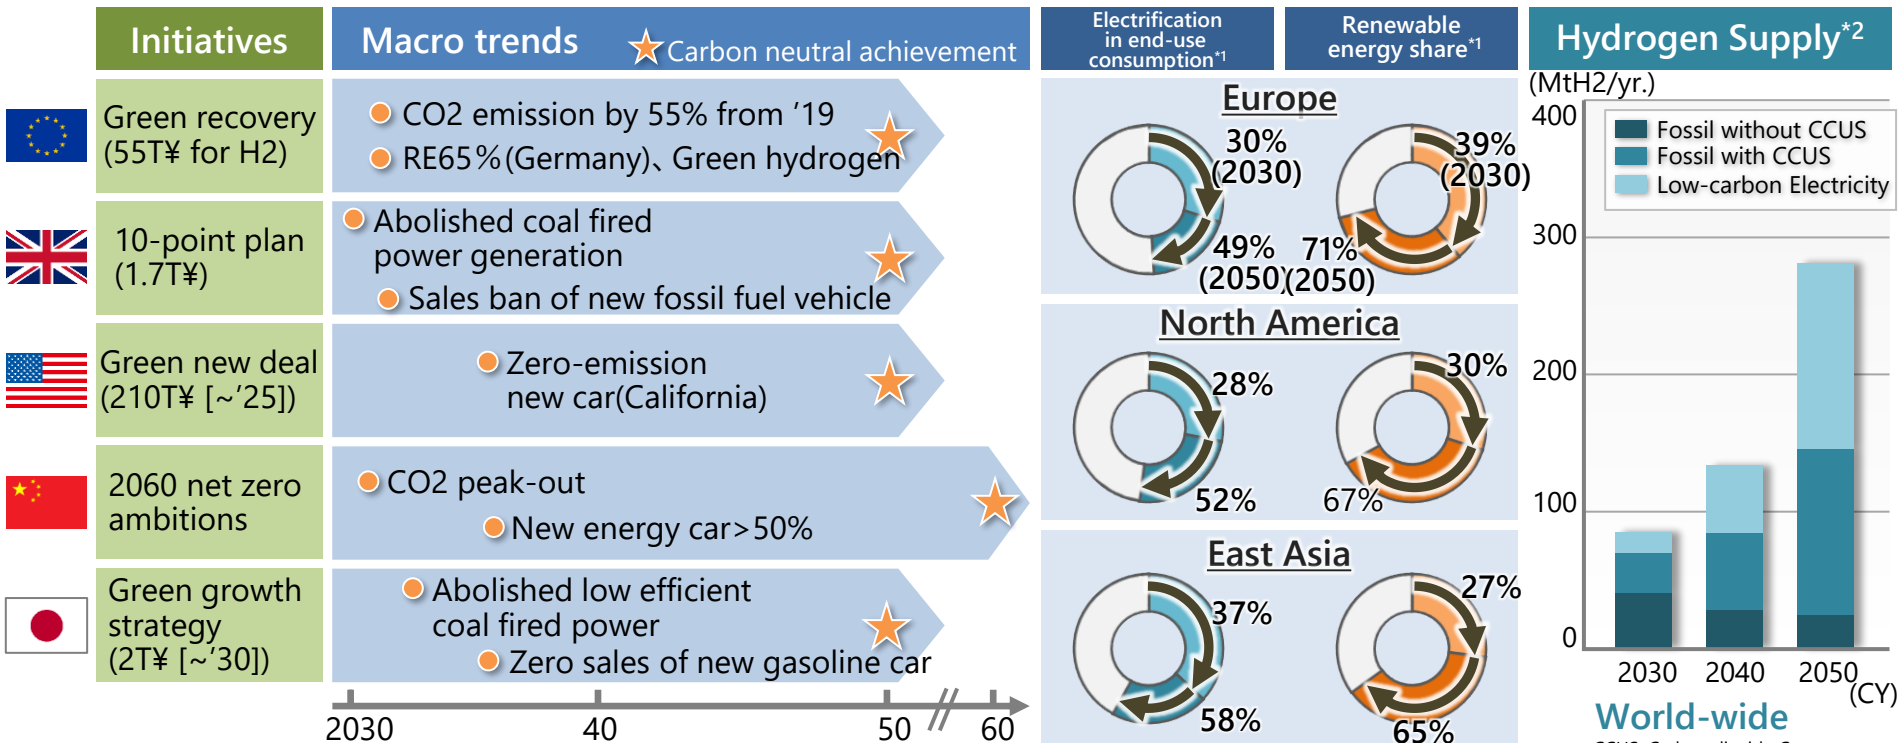 Initiatives
Macro trends
Carbon neutral achievement
Electrification
in end-use
consumption*1
Renewable
energy share*1
Hydrogen Supply*2
Green recovery
(55T¥ for H2)
CO2 emission by 55% from ’19
RE65%(Germany)、Green hydrogen
10-point plan
(1.7T¥)
Abolished coal fired
power generation
Sales ban of new fossil fuel vehicle
Green new deal
(210T¥ [~’25])
Zero-emission
new car(California)
2060 net zero
ambitions
CO2 peak-out
New energy car>50%
Green growth
strategy
(2T¥ [~’30])
Abolished low efficient
coal fired power
Zero sales of new gasoline car
2030
40
50
60
Europe
30%
(2030)
49%
(2050)
39%
(2030)
71%
(2050)
North America
28%
52%
30%
67%
East Asia
37%
58%
27%
65%
(MtH2/yr.)
400
300
200
100
0
Fossil without CCUS
Fossil with CCUS
Low-carbon Electricity
2030
2040
2050
(CY)
World-wide